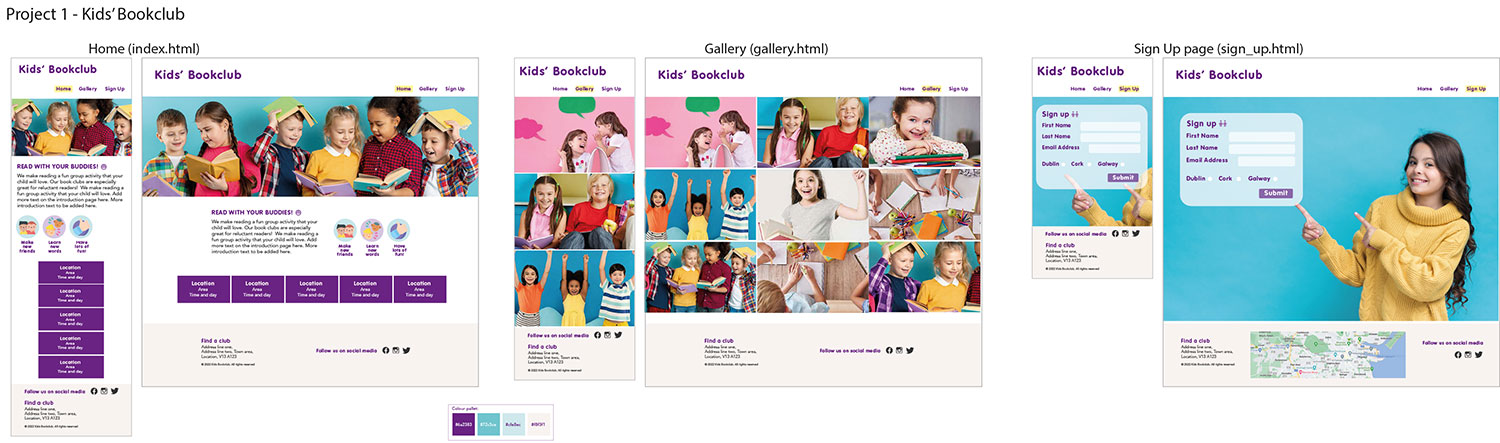 Project 1 - Kids’ Bookclub
Home (index.html)
Kids’ Bookclub
Home Gallery Sign Up
READ WITH YOUR BUDDIES!
We make reading a fun group activity that your
child will love. Our book clubs are especially
great for reluctant readers! We make reading a
fun group activity that your child will love. Add
more text on the introduction page here. More
introduction text to be added here.
Make
new
friends
Learn
new
words
Have
lots of
fun!
Location
Area
Time and day
Location
Area
Time and day
Location
Area
Time and day
Location
Area
Time and day
Location
Area
Time and day
Follow us on social media
Find a club
Address line one,
Address line two, Town area,
Location, V13 A123
© 2022 Kids Bookclub. All rights reserved
Kids’ Bookclub
Home Gallery Sign Up
READ WITH YOUR BUDDIES!
We make reading a fun group activity that your
child will love. Our book clubs are especially
great for reluctant readers! We make reading a
fun group activity that your child will love. Add
more text on the introduction page here. More
introduction text to be added here.
Make
new
friends
Learn
new
words
Have
lots of
fun!
Location
Area
Time and day
Location
Area
Time and day
Location
Area
Time and day
Location
Area
Time and day
Location
Area
Time and day
Find a club
Address line one,
Address line two, Town area,
Location, V13 A123
© 2022 Kids Bookclub. All rights reserved
Follow us on social media
Gallery (gallery.html)
Kids’ Bookclub
Home Gallery Sign Up
Follow us on social media
Find a club
Address line one,
Address line two, Town area,
Location, V13 A123
© 2022 Kids Bookclub. All rights reserved
Kids’ Bookclub
Home Gallery Sign Up
Find a club
Address line one,
Address line two, Town area,
Location, V13 A123
© 2022 Kids Bookclub. All rights reserved
Follow us on social media
Sign Up page (sign_up.html)
Kids’ Bookclub
Home Gallery Sign Up
Sign up
First Name
Last Name
Email Address
Dublin Cork Galway
Submit
Follow us on social media
Find a club
Address line one,
Address line two, Town area,
Location, V13 A123
© 2022 Kids Bookclub. All rights reserved
Kids’ Bookclub
Home Gallery Sign Up
Sign up
First Name
Last Name
Email Address
Dublin Cork Galway
Submit
Find a club
Address line one,
Address line two, Town area,
Location, V13 A123
© 2022 Kids Bookclub. All rights reserved
Follow us on social media
Colour pallet: